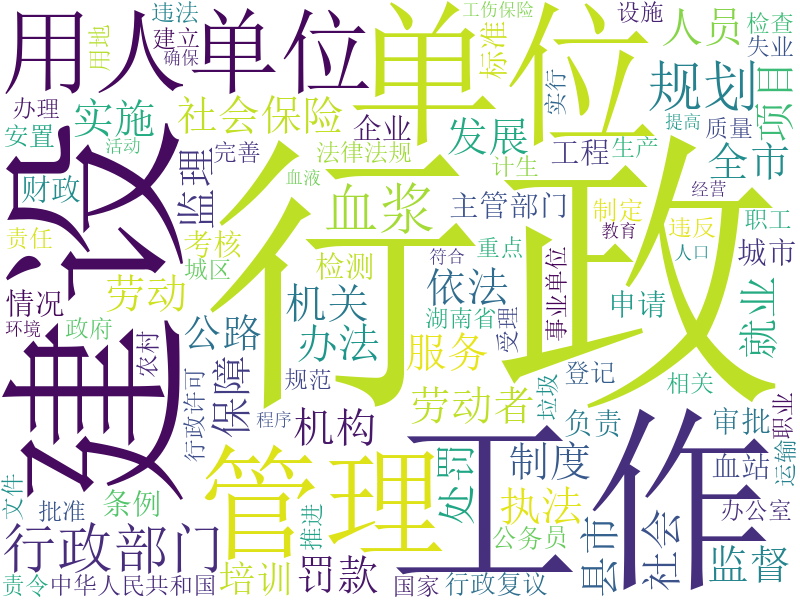 违法
工伤保险
设施
用人单位
单位
人员
检查
失业
用地
建立
确保
标准
实行
规划
项目
办理
安置
活动
实施
社会保险
企业
发展
提高
质量
全市
建设
行政
财政
监理
完善
法律法规
计生
工程
生产
血液
血浆
主管部门
制定
违反
经营
职工
责任
考核
城区
检测
重点
符合
教育
人口
城市
情况
劳动
机关
依法
事业单位
申请
就业
环境
政府
农村
公路
办法
湖南省
受理
保障
服务
规范
登记
相关
行政许可
机构
劳动者
垃圾
程序
负责
审批
职业
管理
工作
处罚
制度
血站
运输
文件
批准
条例
推进
执法
社会
办公室
行政部门
公务员
县市
监督
责令
中华人民共和国
培训
罚款
国家
行政复议